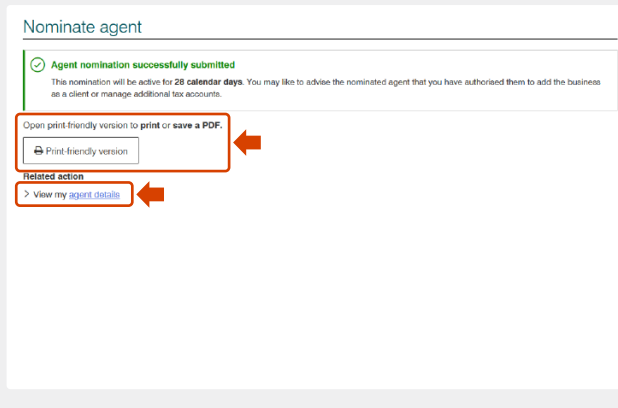 Nominate agent
Agent nomination successfully submitted
This nomination will be active for 28 calendar days. You may like to advise the nominated agent that you have authorised them to add the business
as a client or manage additional tax accounts.
Open print-friendly version to print or save a PDF.
Print-friendly version
Related action
> View my agent details